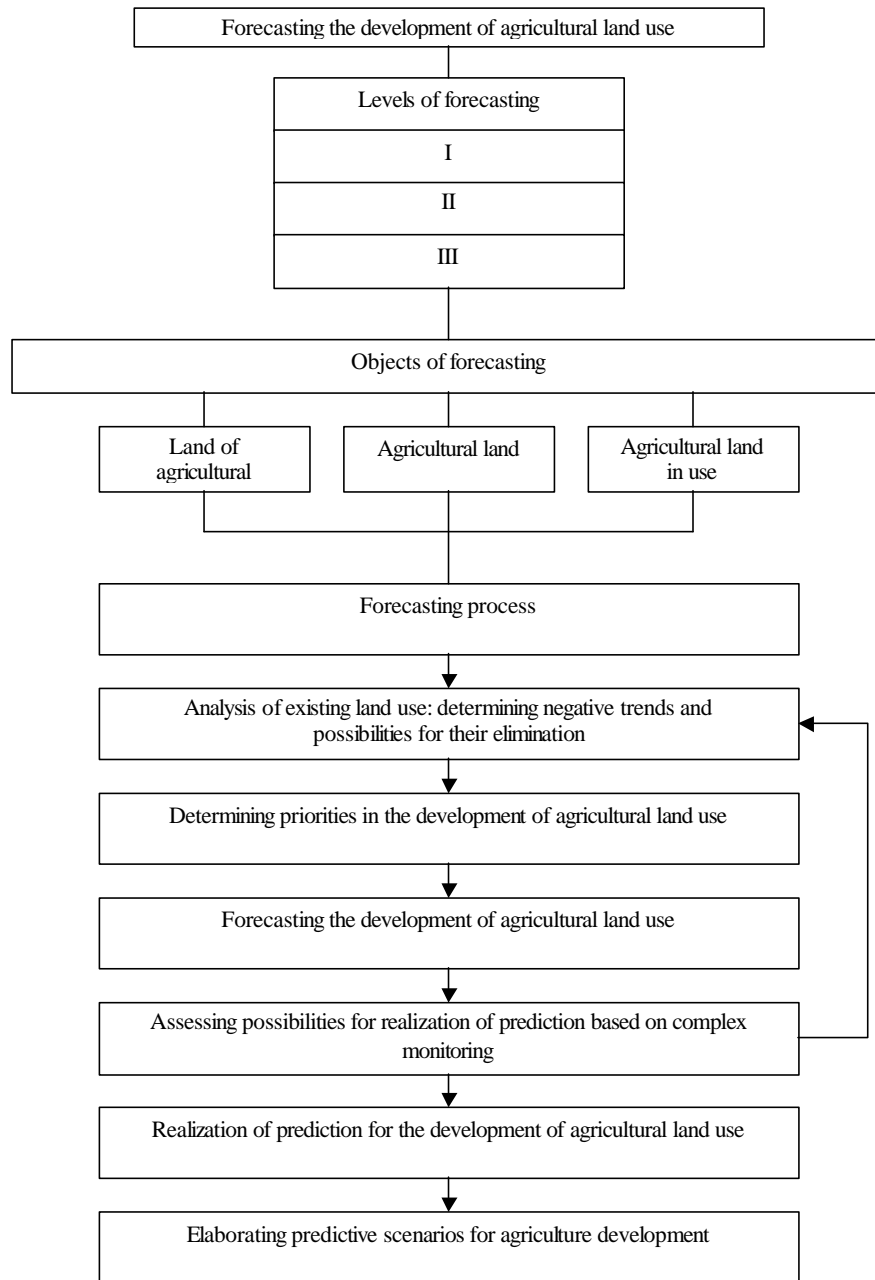 Forecasting the development of agricultural land use
Levels of forecasting
I
II
III
Objects of forecasting
Land of
agricultural
Agricultural land
Agricultural land
in use
Forecasting process
Analysis of existing land use: determining negative trends and
possibilities for their elimination
Determining priorities in the development of agricultural land use
Forecasting the development of agricultural land use
Assessing possibilities for realization of prediction based on complex
monitoring
Realization of prediction for the development of agricultural land use
Elaborating predictive scenarios for agriculture development